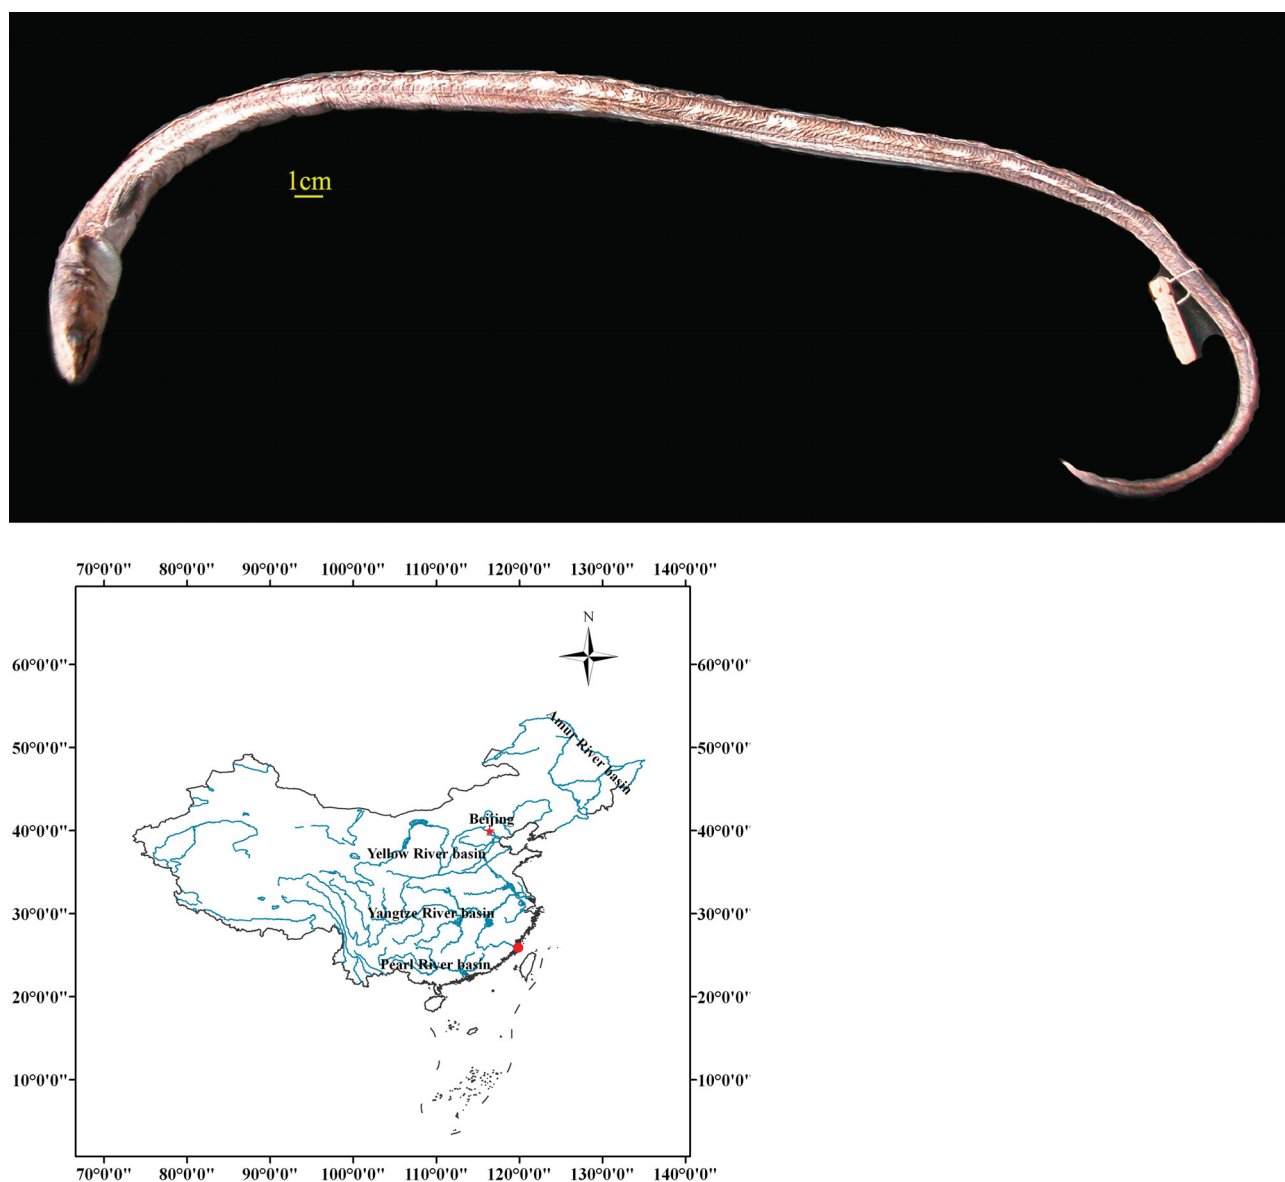 1cm
70°0'0" 80°0'0" 90°0'0" 100°0'0" 110°0'0" 120°0'0" 130°0'0" 140°0'0"
N
60°0'0" 60°0'0"
Amur River basin
50°0'0" 50°0'0"
Beijing
40°0'0" 40°0'0"
Yellow River basin
30°0'0" Yangtze River basin 30°0'0"
Pearl River basin
20°0'0" 20°0'0"
10°0'0" 10°0'0"
70°0'0" 80°0'0" 90°0'0" 100°0'0" 110°0'0" 120°0'0" 130°0'0" 140°0'0"